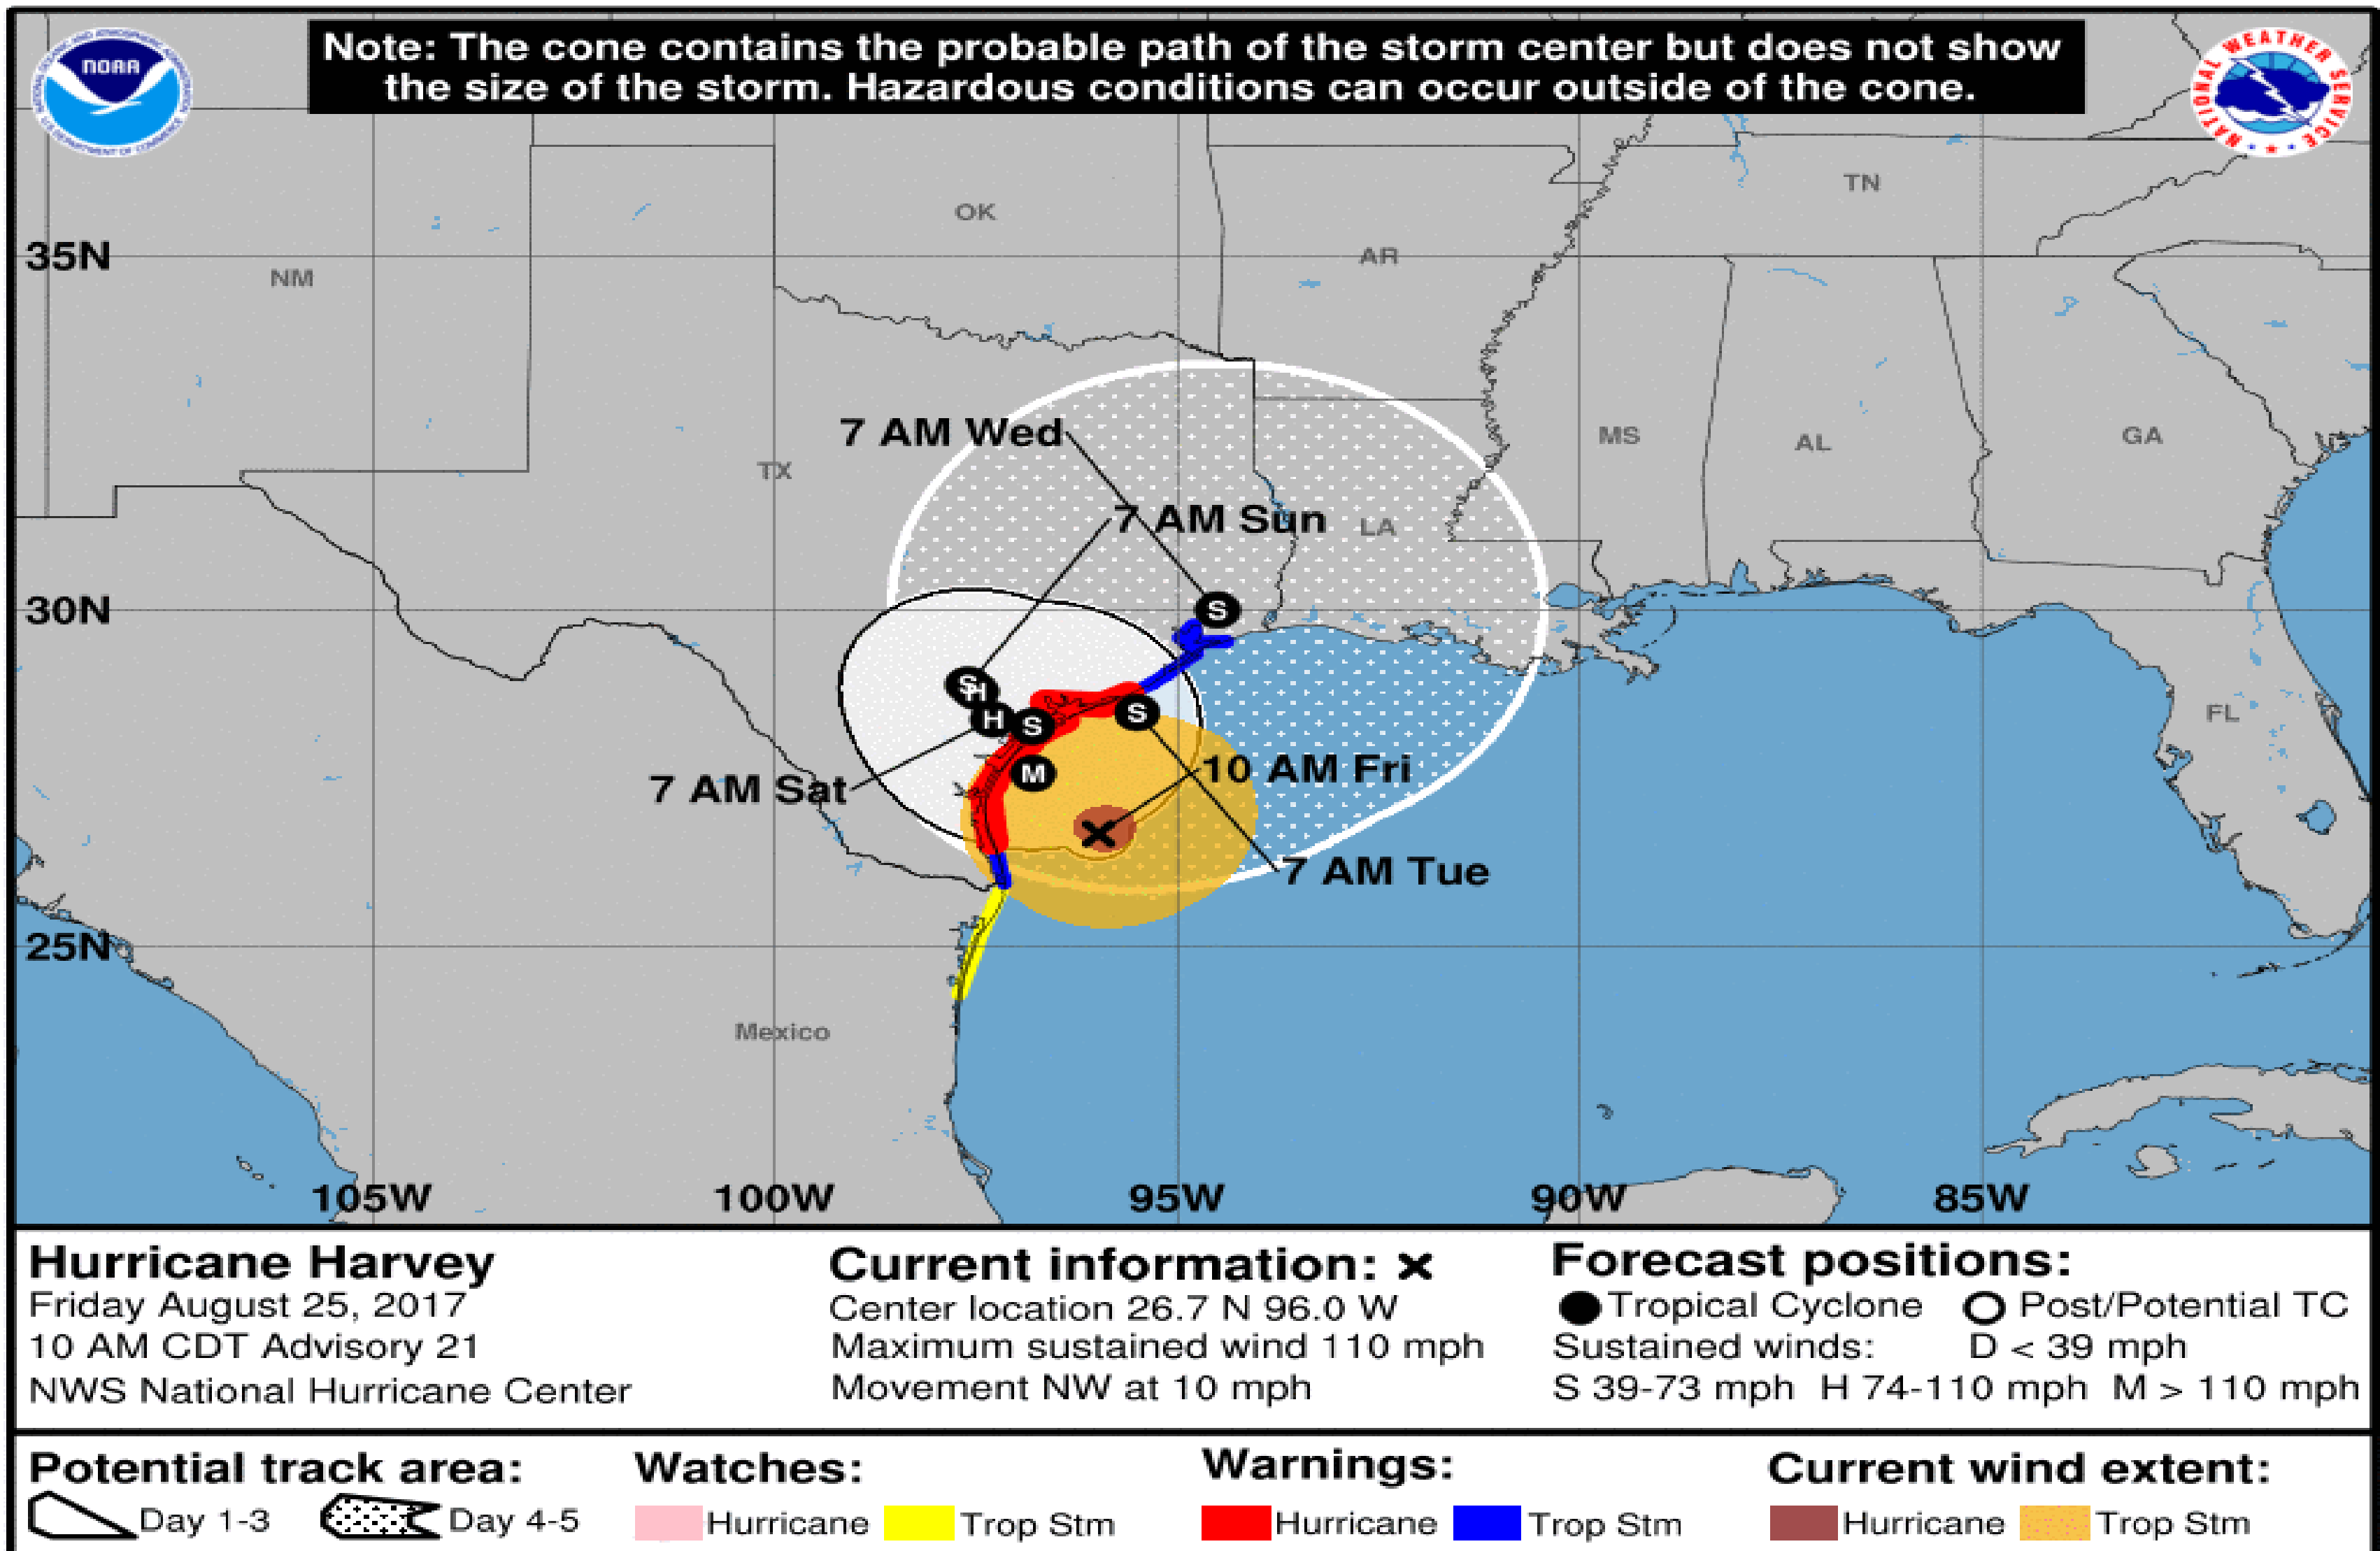 Note: The cone contains the probable path of the storm center but does not show
the size of the storm. Hazardous conditions can occur outside of the cone.
NOAA
NATIONAL WEATHER SERVICE
TN
OK
35N
AR
NM
7 AM Wed
MS
AL
GA
TX
7 AM Sun
LA
30N
S
S
H
H
S
S
FL
M
10 AM Fri
7 AM Sat
7 AM Tue
25N
Mexico
105W
100W
95W
90W
85W
Hurricane Harvey
Friday August 25, 2017
10 AM CDT Advisory 21
NWS National Hurricane Center
Current information: x
Center location 26.7 N 96.0 W
Maximum sustained wind 110 mph
Movement NW at 10 mph
Forecast positions:
Tropical Cyclone Post/Potential TC
Sustained winds: D < 39 mph
S 39-73 mph H 74-110 mph M > 110 mph
Potential track area:
Day 1-3 Day 4-5
Watches:
Hurricane Trop Stm
Warnings:
Hurricane Trop Stm
Current wind extent:
Hurricane Trop Stm